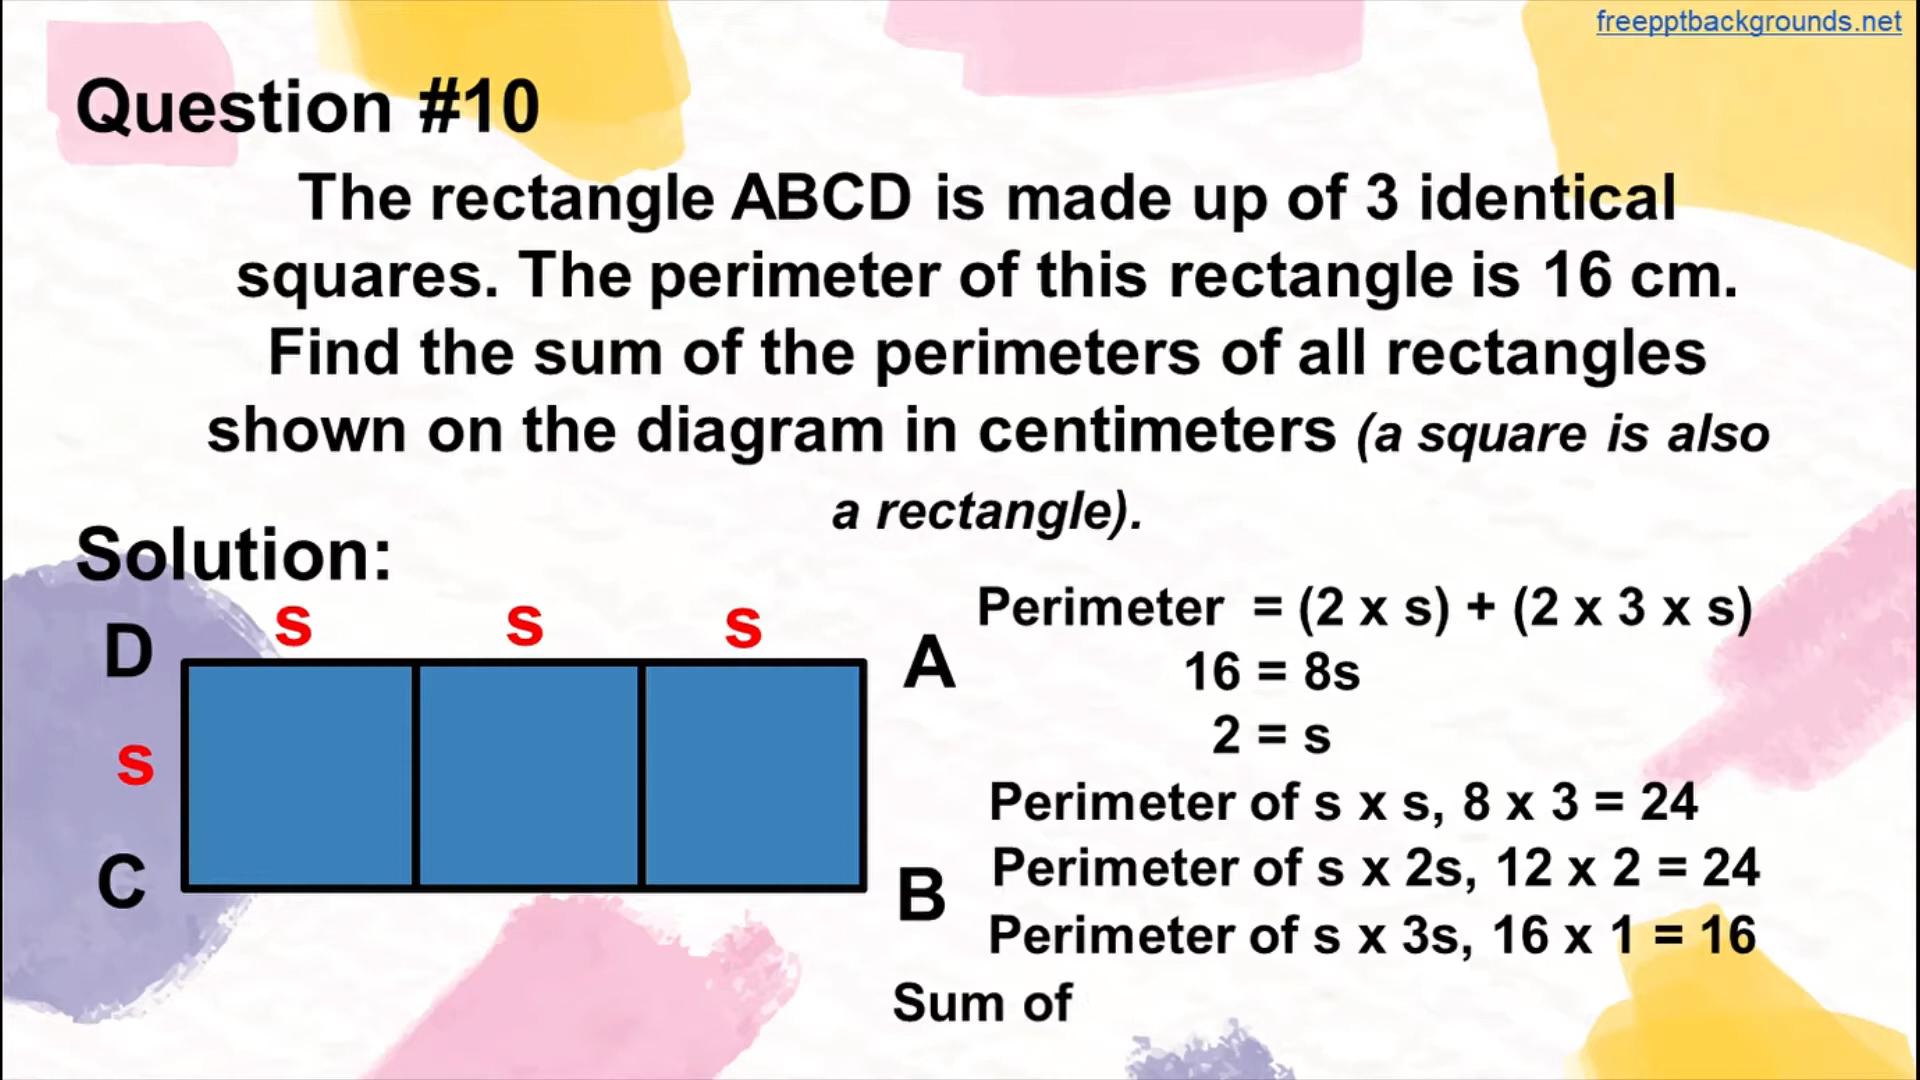 freepptbackgrounds.net
Question #10
The rectangle ABCD is made up of 3 identical
squares. The perimeter of this rectangle is 16 cm.
Find the sum of the perimeters of all rectangles
shown on the diagram in centimeters (a square is also
a rectangle).
Solution:
s s s
D
A
s
C
B
Perimeter = (2 x s) + (2 x 3 x s)
16 = 8s
2 = s
Perimeter of s x s, 8 x 3 = 24
Perimeter of s x 2s, 12 x 2 = 24
Perimeter of s x 3s, 16 x 1 = 16
Sum of